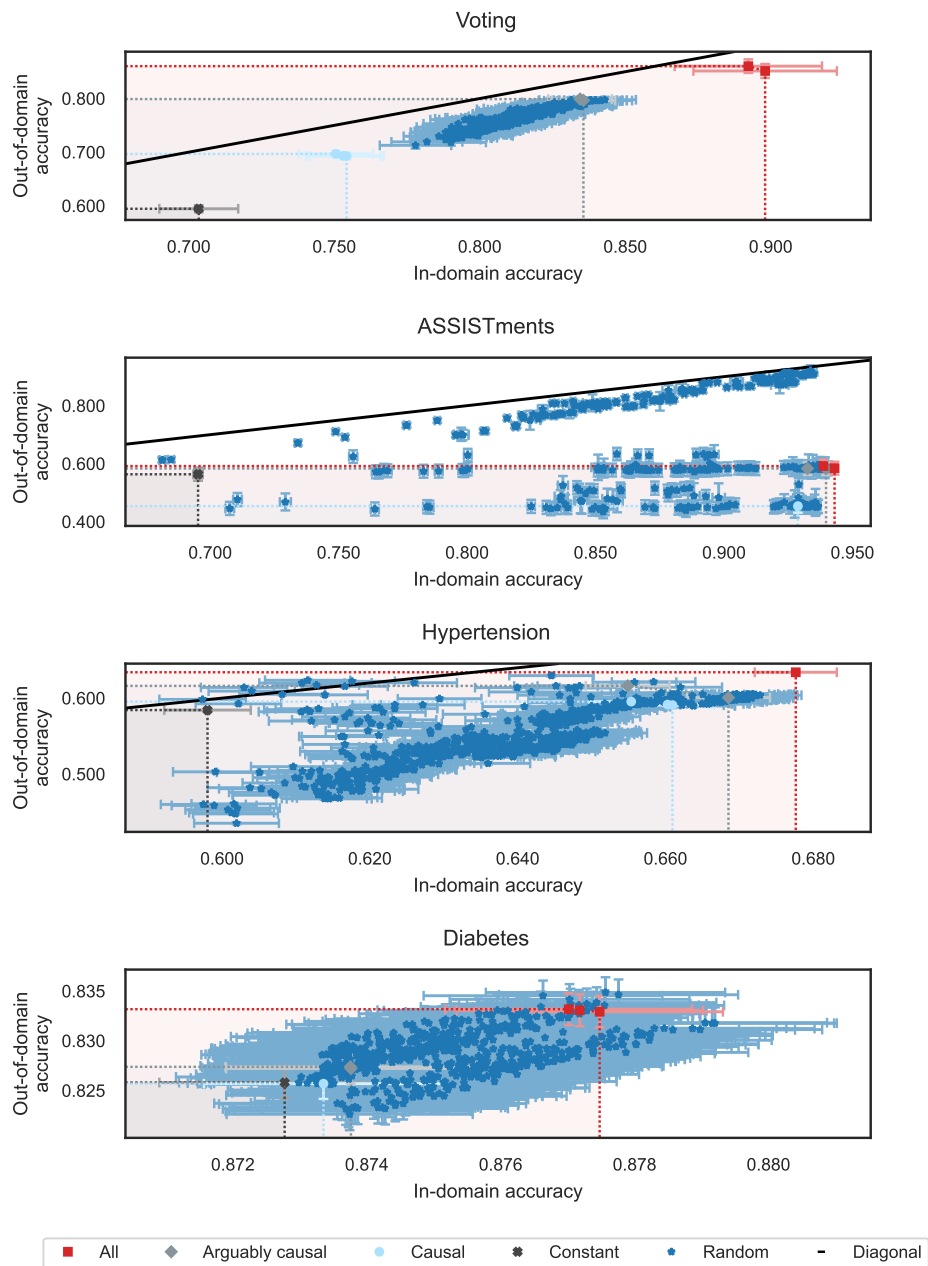 Voting
Out-of-domain
accuracy
0.800
0.700
0.600
0.700 0.750 0.800 0.850 0.900
In-domain accuracy
ASSISTments
Out-of-domain
accuracy
0.800
0.600
0.400
0.700 0.750 0.800 0.850 0.900 0.950
In-domain accuracy
Hypertension
Out-of-domain
accuracy
0.600
0.500
0.600 0.620 0.640 0.660 0.680
In-domain accuracy
Diabetes
Out-of-domain
accuracy
0.835
0.830
0.825
0.872 0.874 0.876 0.878 0.880
In-domain accuracy
All Arguably causal Causal Constant Random Diagonal